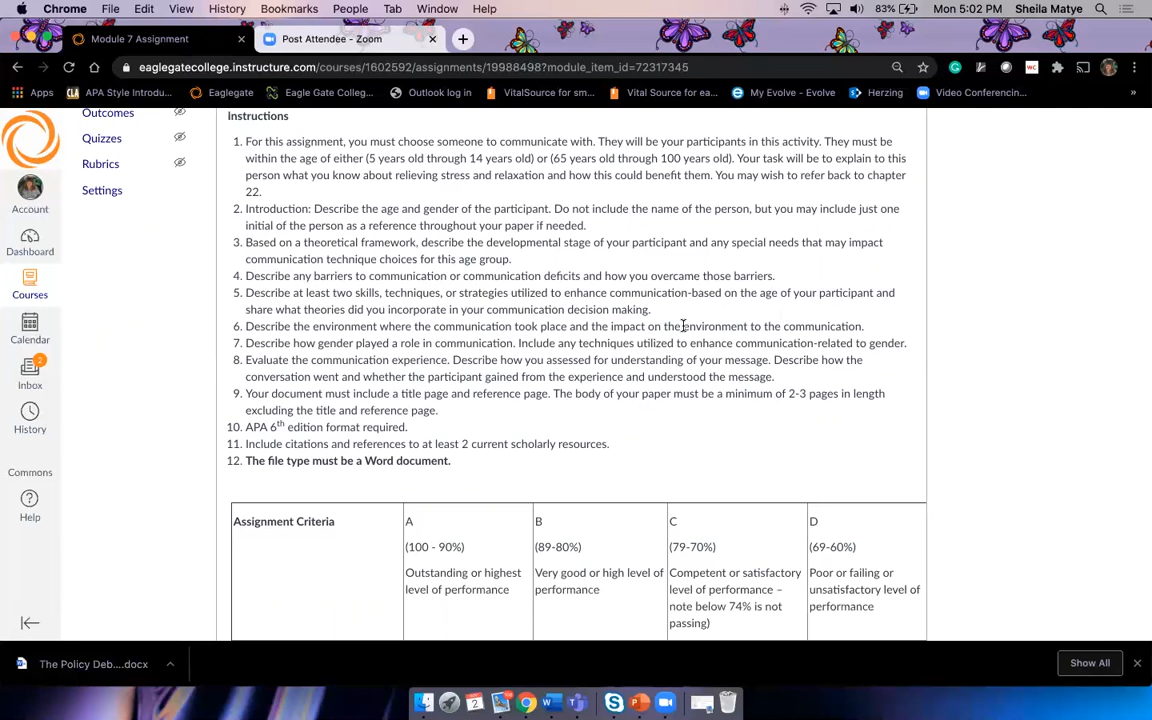 Chrome File Edit View History Bookmarks People Tab Window Help 83% Mon 5:02 PM Sheila Matye
Module 7 Assignment Post Attendee - Zoom
eaglegatecollege.instructure.com/courses/1602592/assignments/19988498?module_item_id=72317345
Apps APA Style Introdu... Eaglegate Eagle Gate Colleg... Outlook log in VitalSource for sm... Vital Source for ea... My Evolve - Evolve Herzing Video Conferencin...
Outcomes
Quizzes
Rubrics
Settings
Account
Dashboard
Courses
Calendar
2
Inbox
History
Commons
Help
Instructions
1. For this assignment, you must choose someone to communicate with. They will be your participants in this activity. They must be
within the age of either (5 years old through 14 years old) or (65 years old through 100 years old). Your task will be to explain to this
person what you know about relieving stress and relaxation and how this could benefit them. You may wish to refer back to chapter
22.
2. Introduction: Describe the age and gender of the participant. Do not include the name of the person, but you may include just one
initial of the person as a reference throughout your paper if needed.
3. Based on a theoretical framework, describe the developmental stage of your participant and any special needs that may impact
communication technique choices for this age group.
4. Describe any barriers to communication or communication deficits and how you overcame those barriers.
5. Describe at least two skills, techniques, or strategies utilized to enhance communication-based on the age of your participant and
share what theories did you incorporate in your communication decision making.
6. Describe the environment where the communication took place and the impact on the environment to the communication.
7. Describe how gender played a role in communication. Include any techniques utilized to enhance communication-related to gender.
8. Evaluate the communication experience. Describe how you assessed for understanding of your message. Describe how the
conversation went and whether the participant gained from the experience and understood the message.
9. Your document must include a title page and reference page. The body of your paper must be a minimum of 2-3 pages in length
excluding the title and reference page.
10. APA 6th edition format required.
11. Include citations and references to at least 2 current scholarly resources.
12. The file type must be a Word document.
Assignment Criteria A B C D
(100 - 90%) (89-80%) (79-70%) (69-60%)
Outstanding or highest Very good or high level of Competent or satisfactory Poor or failing or
level of performance performance level of performance – unsatisfactory level of
note below 74% is not performance
passing)
The Policy Deb....docx Show All